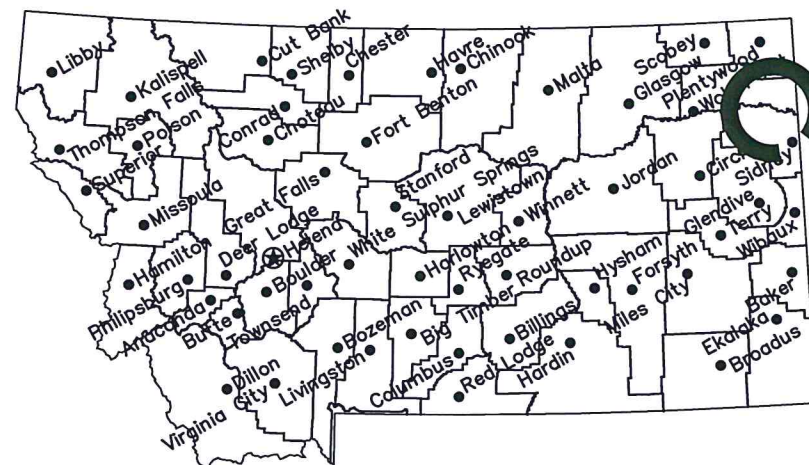 Libby
Cut Bank
Shelby
Chester
Havre
Chinook
Scobey
Glasgow
Plentywood
Kalispell
Malta
Thompson Falls
Polson
Conrad
Choteau
Fort Benton
Superior
Jordan
Sidney
Missoula
Great Falls
Stanford
Lewistown
Winnett
Glendive
Terry
Wibaux
Hamilton
Deer Lodge
Helena
Boulder
White Sulphur Springs
Harlowton
Ryegate
Roundup
Hysham
Forsyth
Miles City
Baker
Philipsburg
Anaconda
Butte
Townsend
Bozeman
Big Timber
Billings
Ekalaka
Broadus
Dillon
Virginia City
Livingston
Columbus
Red Lodge
Hardin